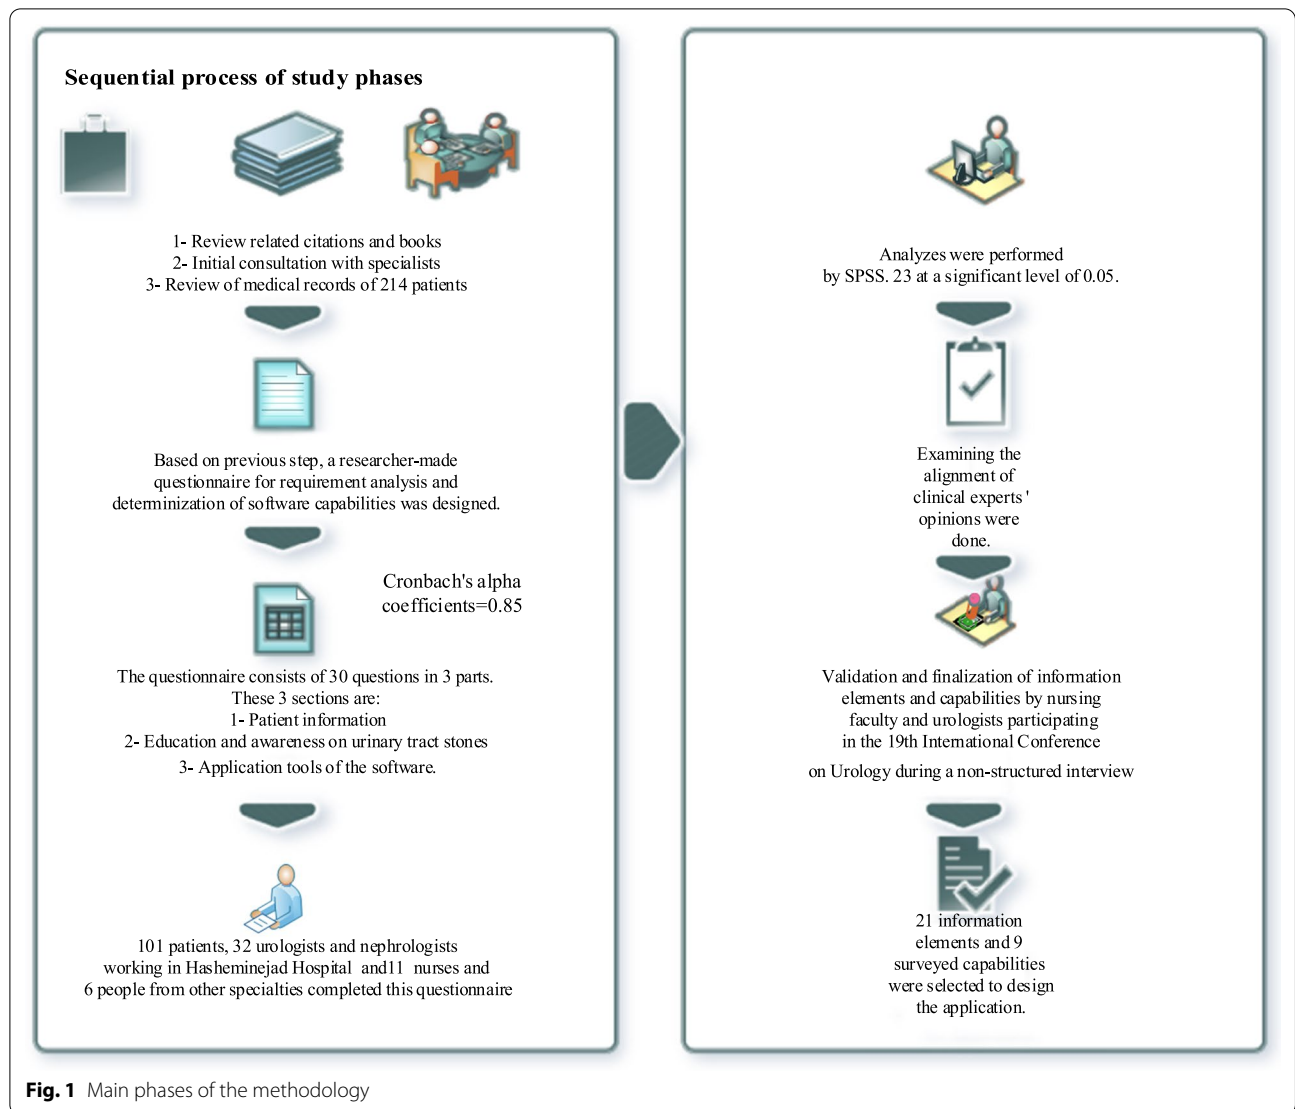 Sequential process of study phases
1- Review related citations and books
2- Initial consultation with specialists
3- Review of medical records of 214 patients
Based on previous step, a researcher-made
questionnaire for requirement analysis and
determinization of software capabilities was designed.
Cronbach's alpha
coefficients=0.85
The questionnaire consists of 30 questions in 3 parts.
These 3 sections are:
1- Patient information
2- Education and awareness on urinary tract stones
3- Application tools of the software.
101 patients, 32 urologists and nephrologists
working in Hasheminejad Hospital and11 nurses and
6 people from other specialties completed this questionnaire
Analyzes were performed
by SPSS. 23 at a significant level of 0.05.
Examining the
alignment of
clinical experts'
opinions were
done.
Validation and finalization of information
elements and capabilities by nursing
faculty and urologists participating
in the 19th International Conference
on Urology during a non-structured interview
21 information
elements and 9
surveyed capabilities
were selected to design
the application.
Fig. 1 Main phases of the methodology